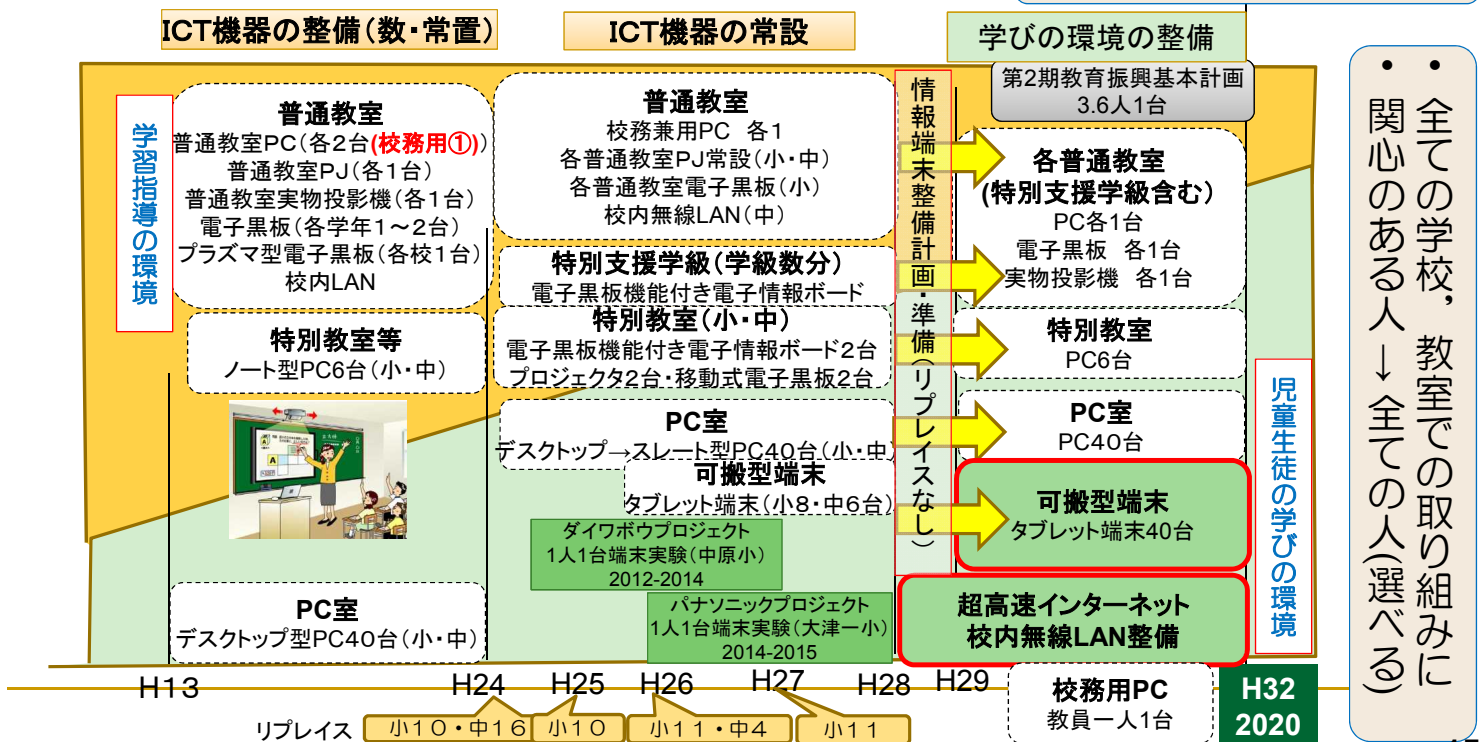 ICT機器の整備(数・常置)
ICT機器の常設
学びの環境の整備
学習指導の環境
普通教室
普通教室PC(各2台(校務用①))
普通教室PJ(各1台)
普通教室実物投影機(各1台)
電子黒板(各学年1~2台)
プラズマ型電子黒板(各校1台)
校内LAN
特別教室等
ノート型PC6台(小・中)
PC室
デスクトップ型PC40台(小・中)
普通教室
校務兼用PC 各1
各普通教室PJ常設(小・中)
各普通教室電子黒板(小)
校内無線LAN(中)
特別支援学級(学級数分)
電子黒板機能付き電子情報ボード
特別教室(小・中)
電子黒板機能付き電子情報ボード2台
プロジェクタ2台・移動式電子黒板2台
PC室
デスクトップ→スレート型PC40台(小・中)
可搬型端末
タブレット端末(小8・中6台)
ダイワボウプロジェクト
1人1台端末実験(中原小)
2012-2014
パナソニックプロジェクト
1人1台端末実験(大津一小)
2014-2015
情報端末整備計画・準備(リプレイスなし)
第2期教育振興基本計画
3.6人1台
各普通教室
(特別支援学級含む)
PC各1台
電子黒板 各1台
実物投影機 各1台
特別教室
PC6台
PC室
PC40台
可搬型端末
タブレット端末40台
超高速インターネット
校内無線LAN整備
児童生徒の学びの環境
校務用PC
教員一人1台
H13
H24
H25
H26
H27
H28
H29
H32
2020
リプレイス
小10・中16
小10
小11・中4
小11
・全ての学校,教室での取り組みに
・関心のある人→全ての人(選べる)